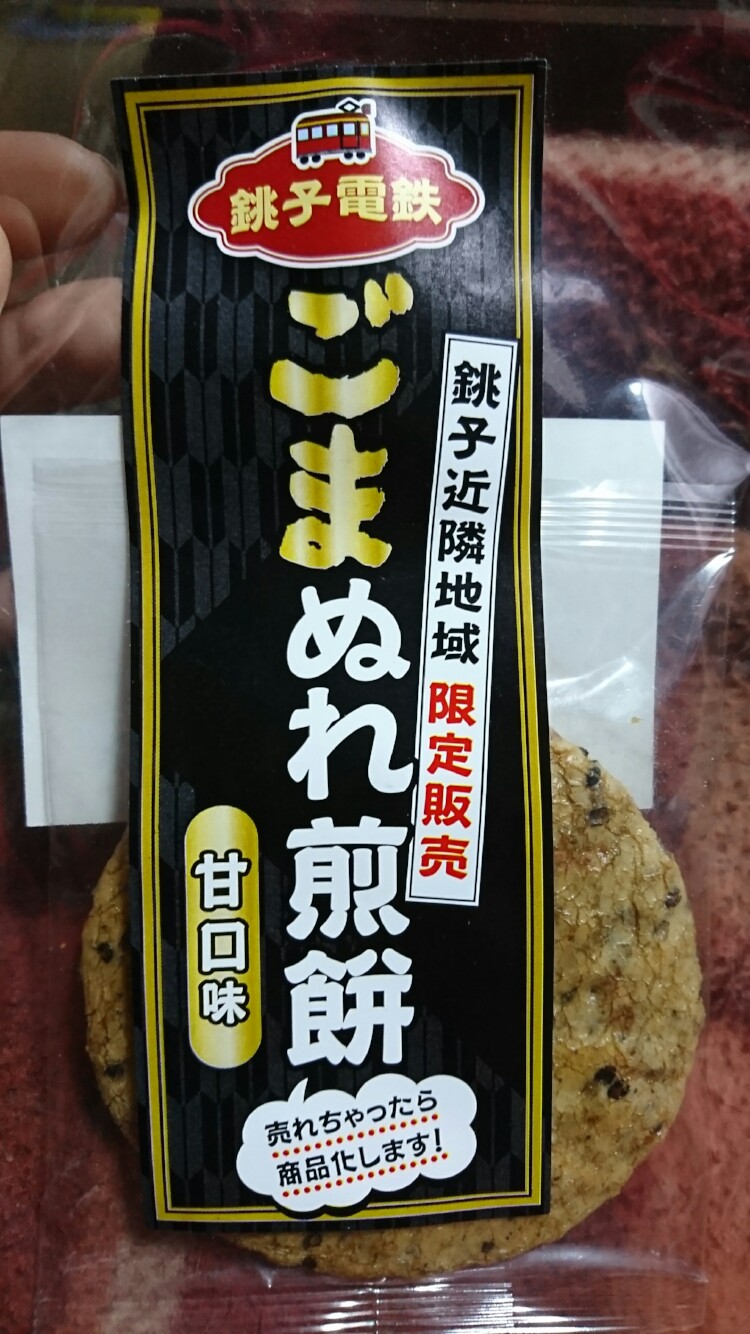 銚子電鉄
銚子近隣地域 限定販売
ごまぬれ煎餅
甘口味
売れちゃったら
商品化します!